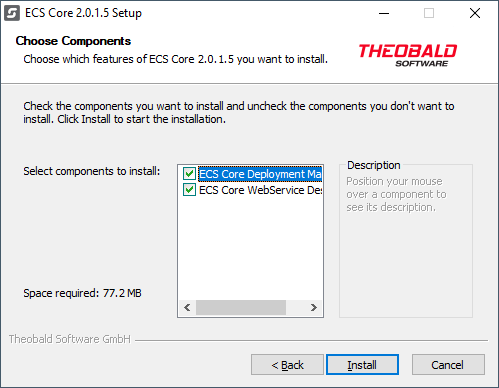 ECS Core 2.0.1.5 Setup
Choose Components
Choose which features of ECS Core 2.0.1.5 you want to install.
THEOBALD
SOFTWARE
Check the components you want to install and uncheck the components you don't want to
install. Click Install to start the installation.
Select components to install:
ECS Core Deployment Ma
ECS Core WebService Des
Description
Position your mouse
over a component to
see its description.
Space required: 77.2 MB
Theobald Software GmbH
< Back
Install
Cancel